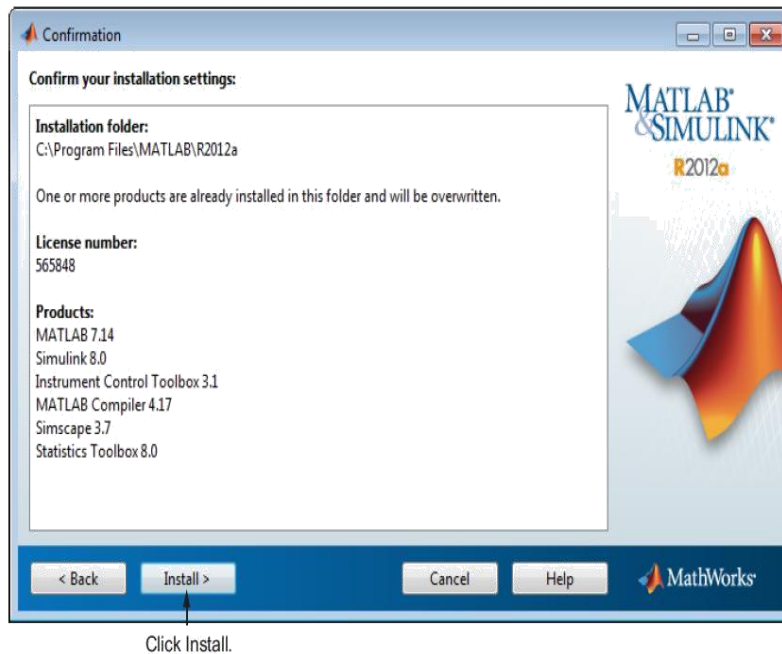 Confirmation
Confirm your installation settings:
Installation folder:
C:\Program Files\MATLAB\R2012a
One or more products are already installed in this folder and will be overwritten.
License number:
565848
Products:
MATLAB 7.14
Simulink 8.0
Instrument Control Toolbox 3.1
MATLAB Compiler 4.17
Simscape 3.7
Statistics Toolbox 8.0
MATLAB®
&SIMULINK®
R2012a
< Back
Install >
Cancel
Help
MathWorks®
Click Install.